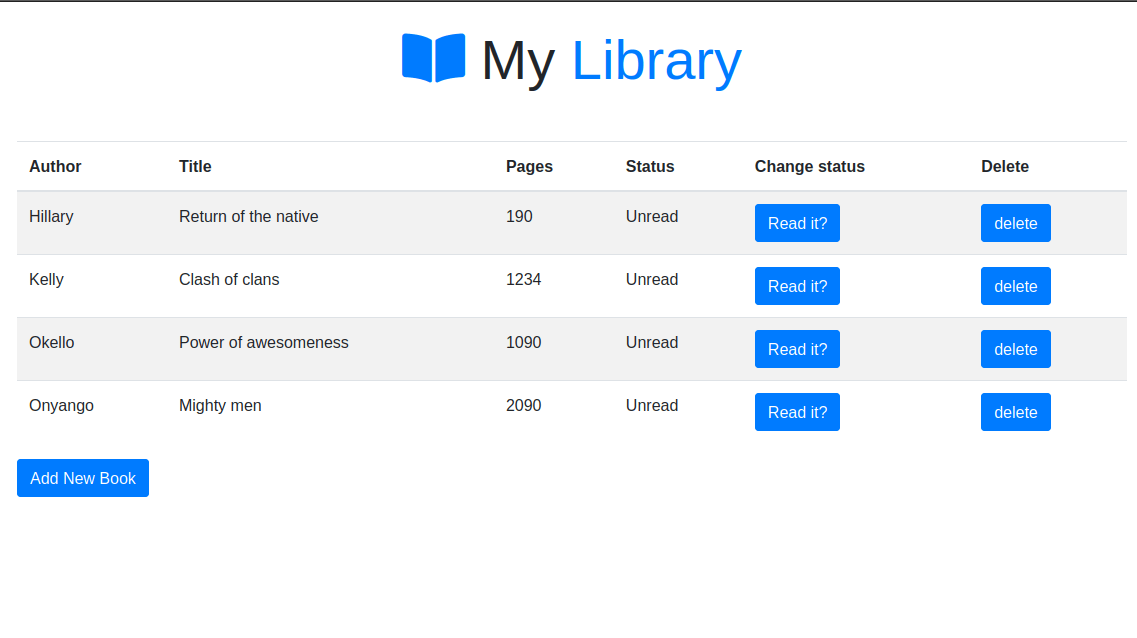 My Library
Author Title Pages Status Change status Delete
Hillary Return of the native 190 Unread Read it? delete
Kelly Clash of clans 1234 Unread Read it? delete
Okello Power of awesomeness 1090 Unread Read it? delete
Onyango Mighty men 2090 Unread Read it? delete
Add New Book